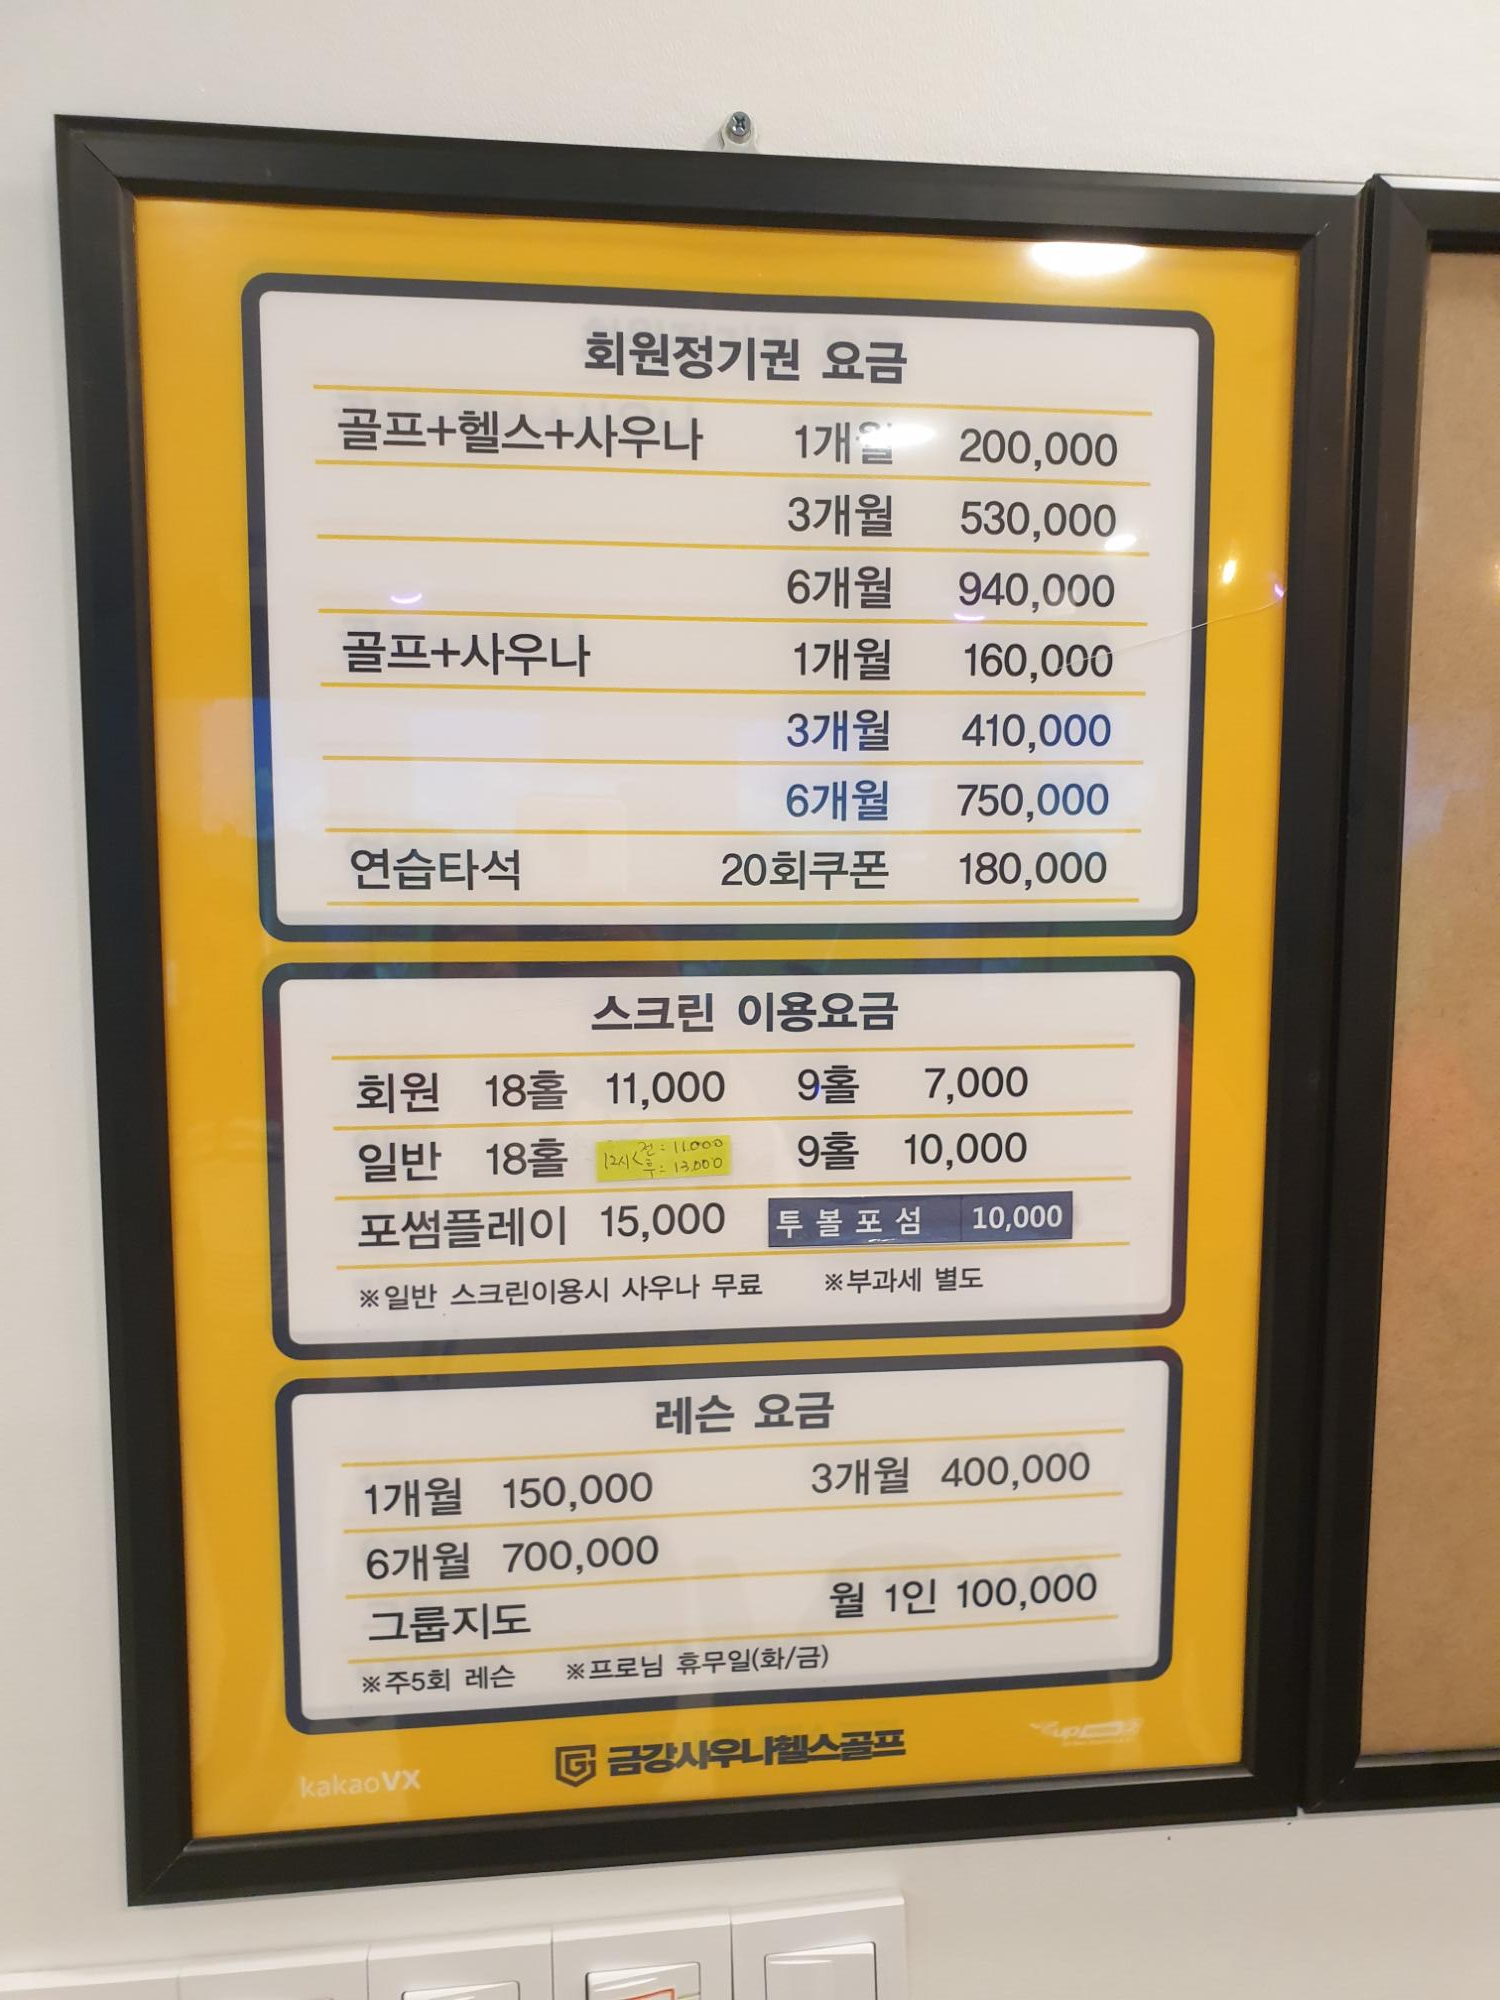 회원정기권 요금
골프+헬스+사우나 1개월 200,000
3개월 530,000
6개월 940,000
골프+사우나 1개월 160,000
3개월 410,000
6개월 750,000
연습타석 20회쿠폰 180,000
스크린 이용요금
회원 18홀 11,000 9홀 7,000
일반 18홀 12시< 전:11.000 후:13.000 9홀 10,000
포썸플레이 15,000 투볼포섬 10,000
※일반 스크린이용시 사우나 무료 ※부과세 별도
레슨 요금
1개월 150,000 3개월 400,000
6개월 700,000
그룹지도 월 1인 100,000
※주5회 레슨 ※프로님 휴무일(화/금)
kakaoVX 금강사우나헬스골프